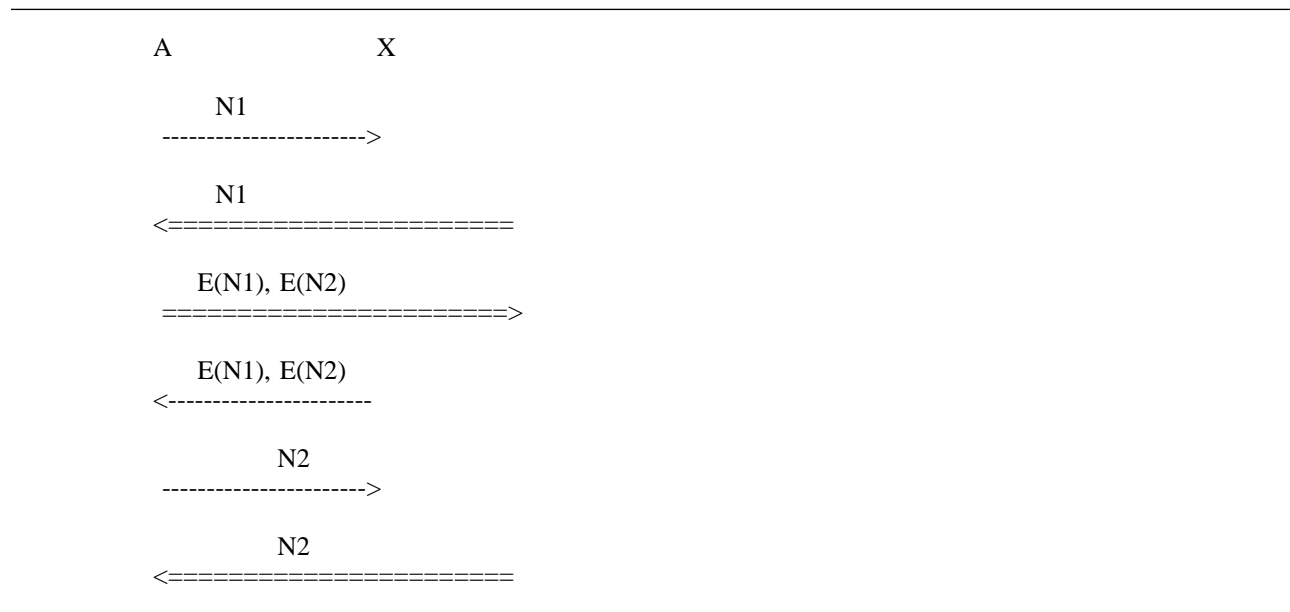 A X
N1
----------------------->
N1
<=======================
E(N1), E(N2)
=======================>
E(N1), E(N2)
<-----------------------
N2
----------------------->
N2
<=======================